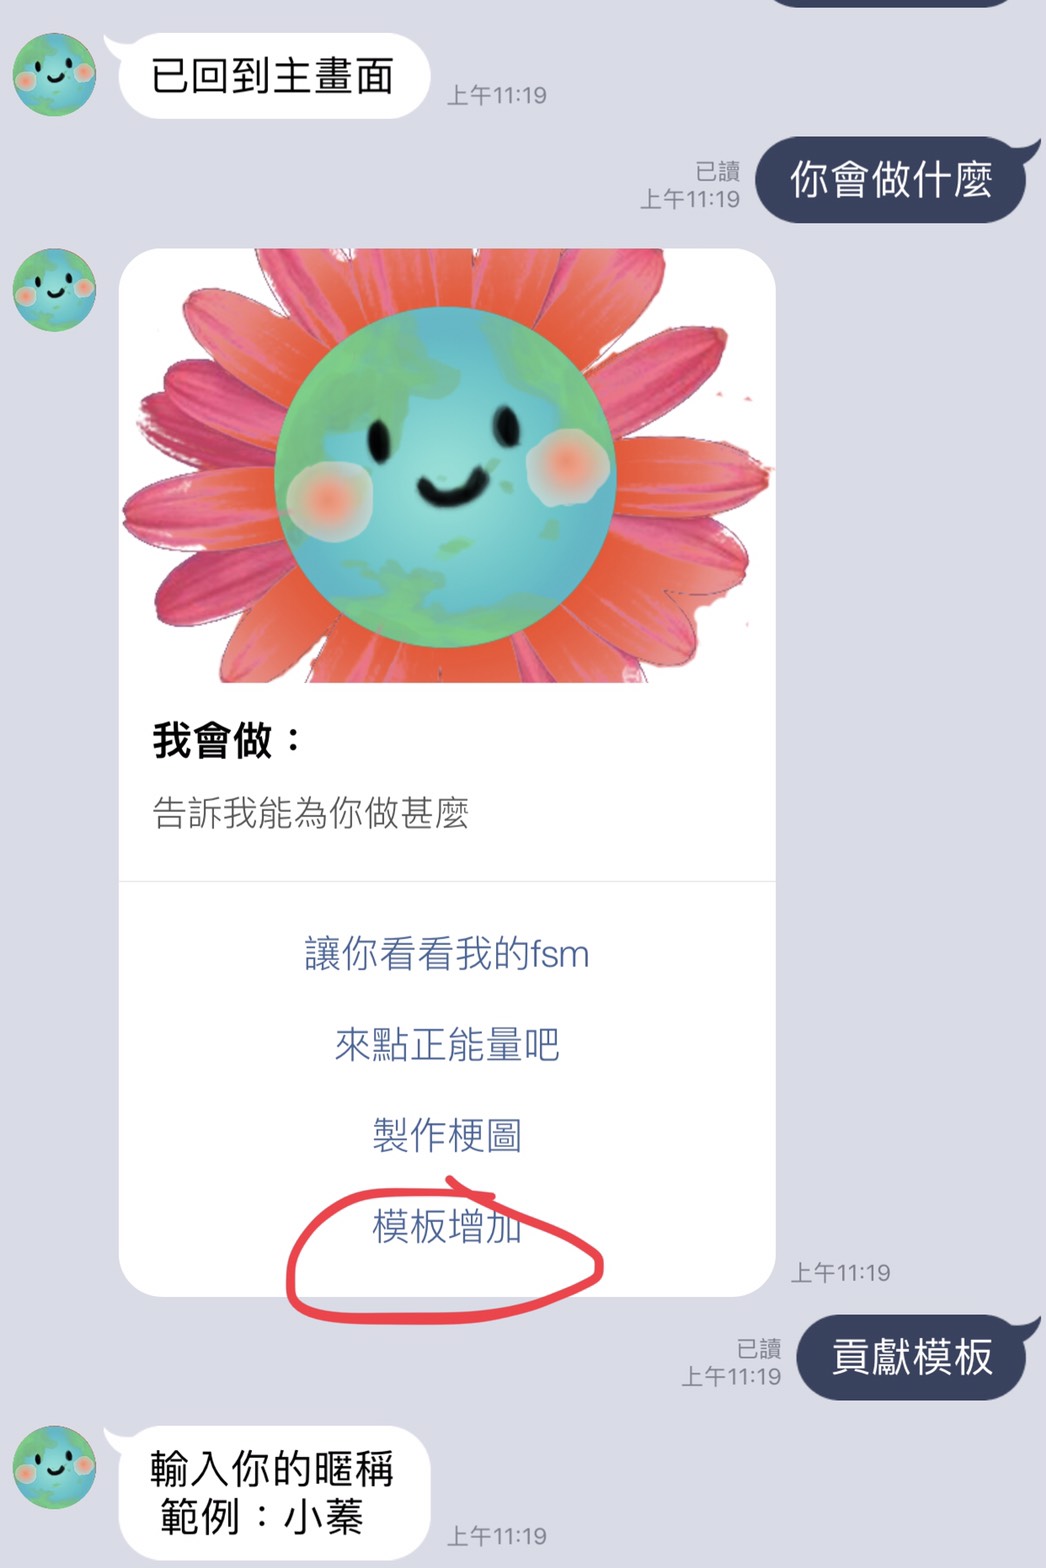 已回到主畫面
上午11:19
已讀
上午11:19
你會做什麼
我會做：
告訴我能為你做甚麼
讓你看看我的fsm
來點正能量吧
製作梗圖
模板增加
上午11:19
已讀
上午11:19
貢獻模板
輸入你的暱稱
範例：小蓁
上午11:19